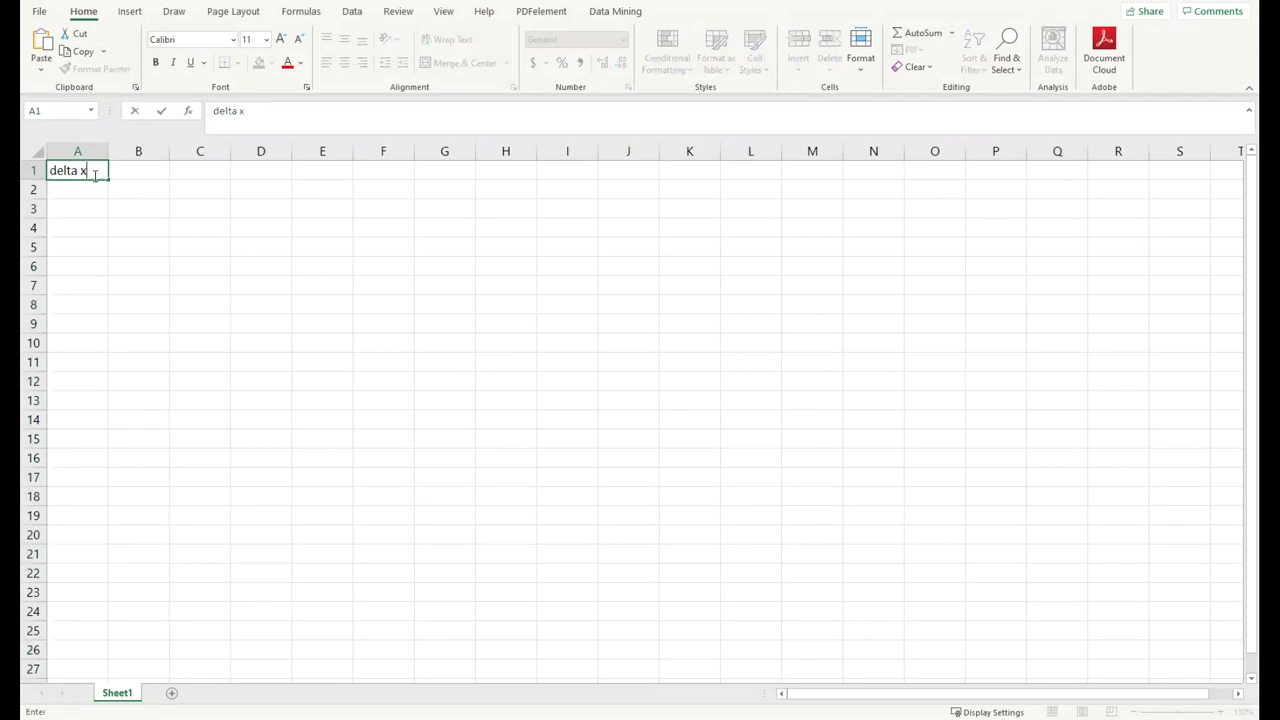 File Home Insert Draw Page Layout Formulas Data Review View Help PDFelement Data Mining Share Comments
Paste Cut Copy Format Painter
Calibri 11 A A B I U A
Wrap Text Merge & Center
General $ % 9
Conditional Formatting Format as Table Cell Styles
Insert Delete Format
AutoSum Fill Clear Sort & Filter Find & Select
Analyze Data Document Cloud
Clipboard Font Alignment Number Styles Cells Editing Analysis Adobe
A1 fx delta x
A B C D E F G H I J K L M N O P Q R S T
1 delta x
2
3
4
5
6
7
8
9
10
11
12
13
14
15
16
17
18
19
20
21
22
23
24
25
26
27
Sheet1
Enter Display Settings 130%